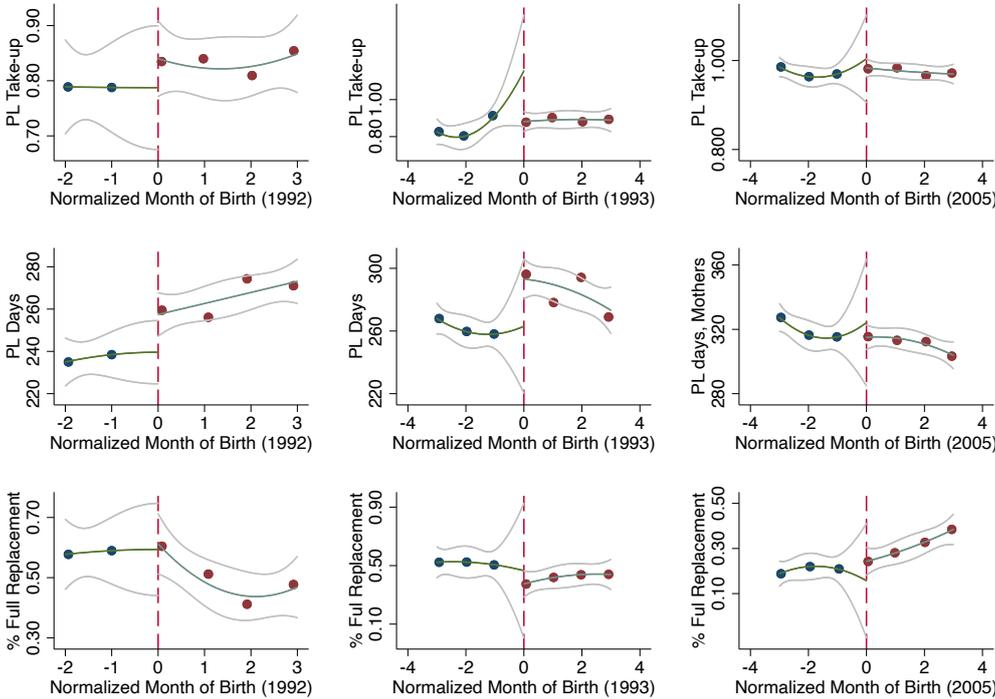 PL Take-up
0.90
0.80
0.70
-2 -1 0 1 2 3
Normalized Month of Birth (1992)
PL Take-up
1.00
0.80
-4 -2 0 2 4
Normalized Month of Birth (1993)
PL Take-up
1.000
0.800
-4 -2 0 2 4
Normalized Month of Birth (2005)
PL Days
280
260
240
220
-2 -1 0 1 2 3
Normalized Month of Birth (1992)
PL Days
300
260
220
-4 -2 0 2 4
Normalized Month of Birth (1993)
PL days, Mothers
360
320
280
-4 -2 0 2 4
Normalized Month of Birth (2005)
% Full Replacement
0.70
0.50
0.30
-2 -1 0 1 2 3
Normalized Month of Birth (1992)
% Ful Replacement
0.90
0.50
0.10
-4 -2 0 2 4
Normalized Month of Birth (1993)
% Ful Replacement
0.50
0.30
0.10
-4 -2 0 2 4
Normalized Month of Birth (2005)